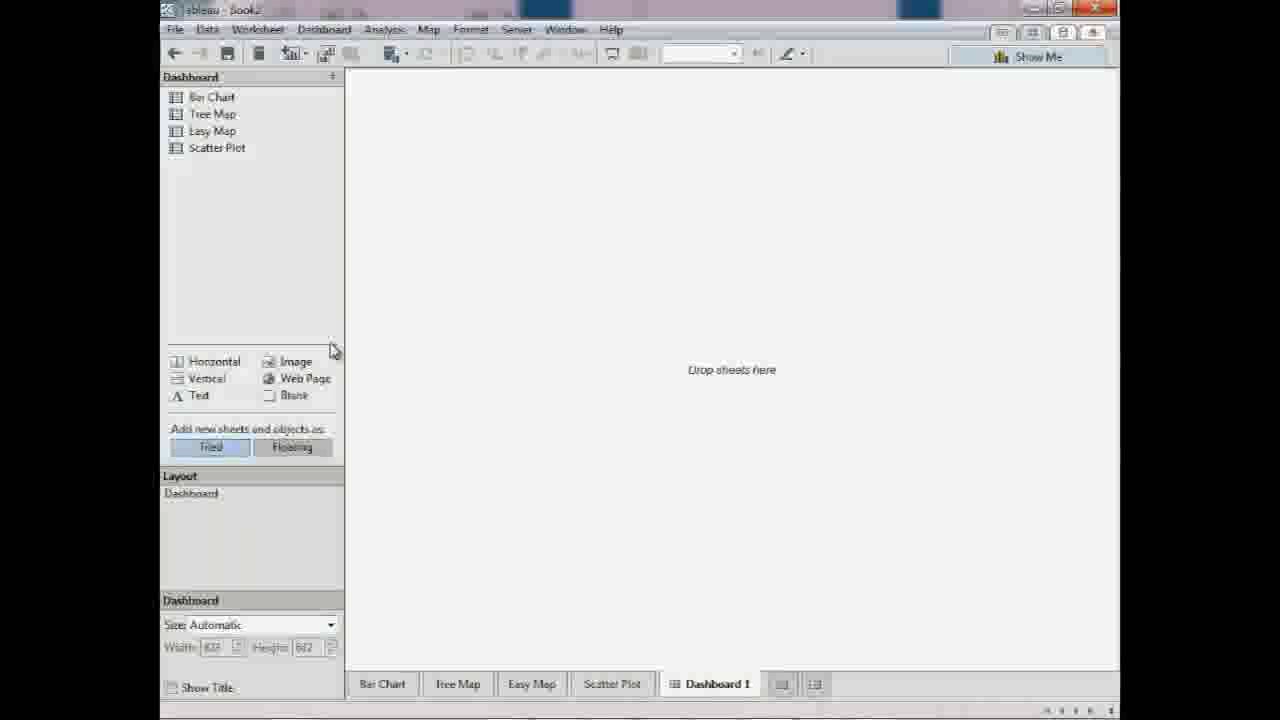 Tableau - Book2
File Data Worksheet Dashboard Analysis Map Format Server Window Help
Show Me
Dashboard
Bar Chart
Tree Map
Easy Map
Scatter Plot
Horizontal Image
Vertical Web Page
Text Blank
Add new sheets and objects as:
Tiled Floating
Drop sheets here
Layout
Dashboard
Dashboard
Size: Automatic
Width: Height:
Show Title
Bar Chart Tree Map Easy Map Scatter Plot Dashboard 1